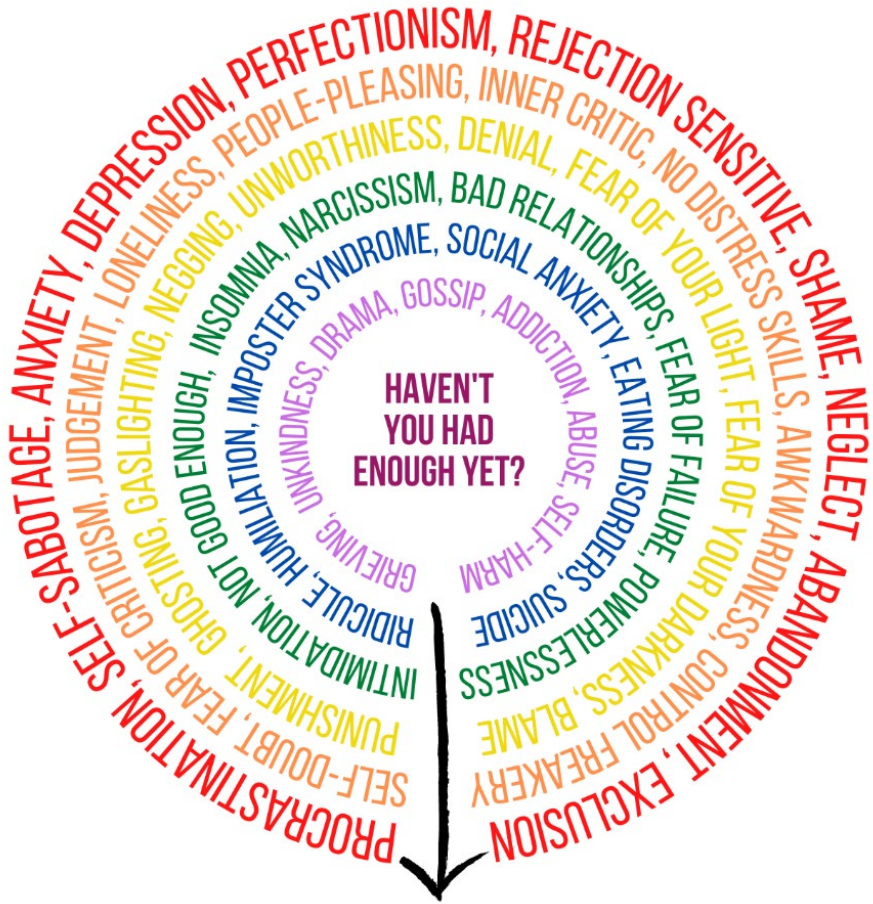 PROCRASTINATION, SELF-SABOTAGE, ANXIETY, DEPRESSION, PERFECTIONISM, REJECTION SENSITIVE, SHAME, NEGLECT, ABANDONMENT, EXCLUSION
SELF-DOUBT, FEAR OF CRITICISM, JUDGEMENT, LONELINESS, PEOPLE-PLEASING, INNER CRITIC, NO DISTRESS SKILLS, AWKWARDNESS, CONTROL FREAKERY
PUNISHMENT, GHOSTING, GASLIGHTING, NEGGING, UNWORTHINESS, DENIAL, FEAR OF YOUR LIGHT, FEAR OF YOUR DARKNESS, BLAME
INTIMIDATION, NOT GOOD ENOUGH, INSOMNIA, NARCISSISM, BAD RELATIONSHIPS, FEAR OF FAILURE, POWERLESSNESS
RIDICULE, HUMILIATION, IMPOSTER SYNDROME, SOCIAL ANXIETY, EATING DISORDERS, SUICIDE
GRIEVING, UNKINDNESS, DRAMA, GOSSIP, ADDICTION, ABUSE, SELF-HARM
HAVEN'T
YOU HAD
ENOUGH YET?